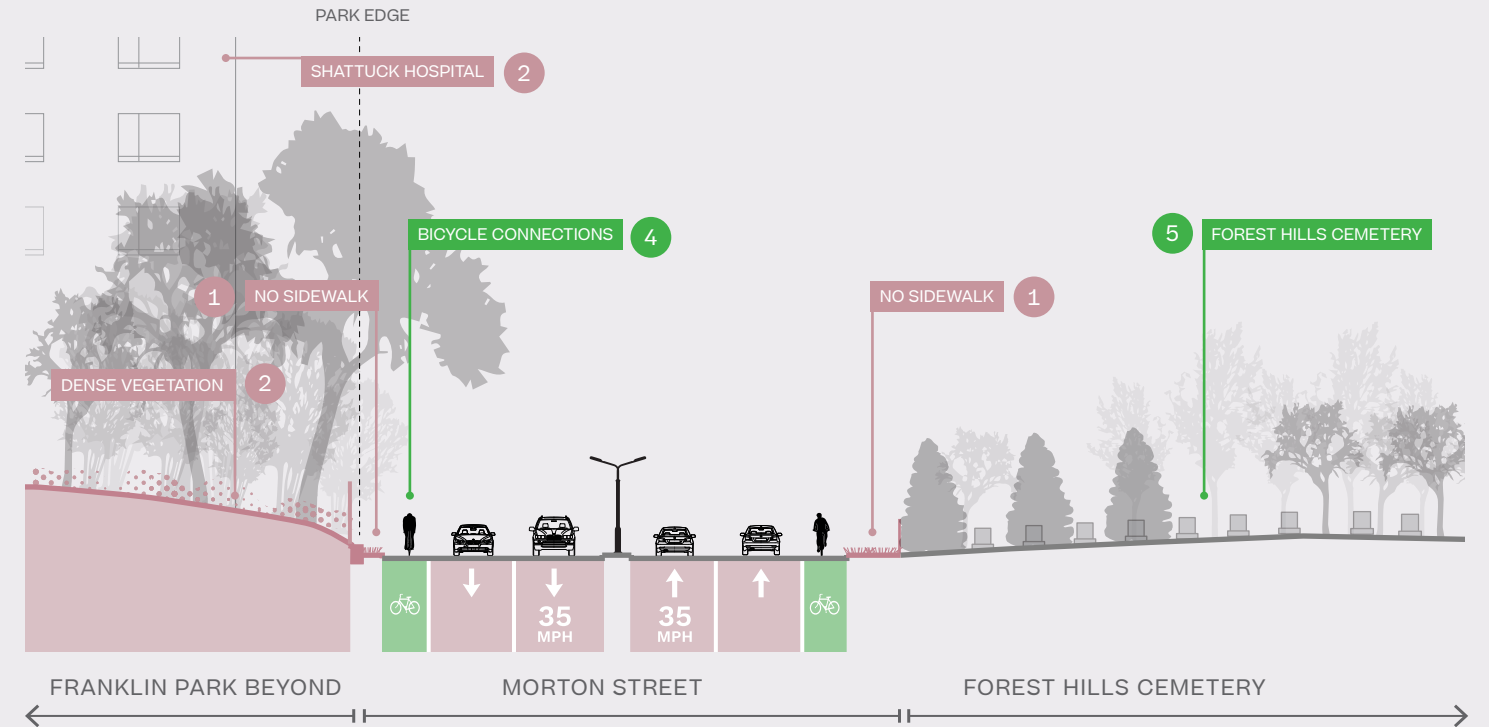 PARK EDGE
SHATTUCK HOSPITAL 2
BICYCLE CONNECTIONS 4
5 FOREST HILLS CEMETERY
1 NO SIDEWALK
NO SIDEWALK 1
DENSE VEGETATION 2
35 MPH
35 MPH
FRANKLIN PARK BEYOND
MORTON STREET
FOREST HILLS CEMETERY